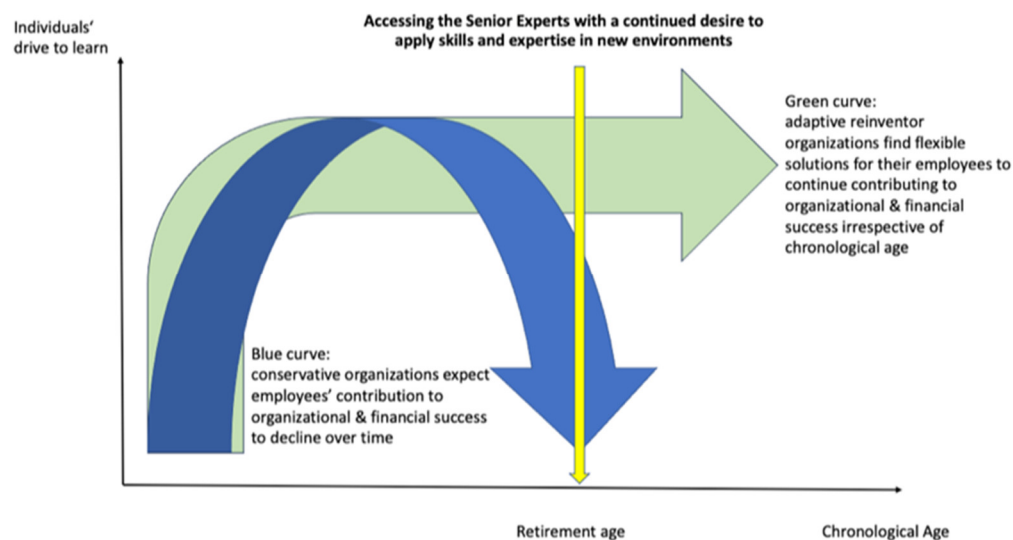 Individuals’
drive to learn
Accessing the Senior Experts with a continued desire to
apply skills and expertise in new environments
Green curve:
adaptive reinventor
organizations find flexible
solutions for their employees to
continue contributing to
organizational & financial
success irrespective of
chronological age
Blue curve:
conservative organizations expect
employees’ contribution to
organizational & financial success
to decline over time
Retirement age
Chronological Age